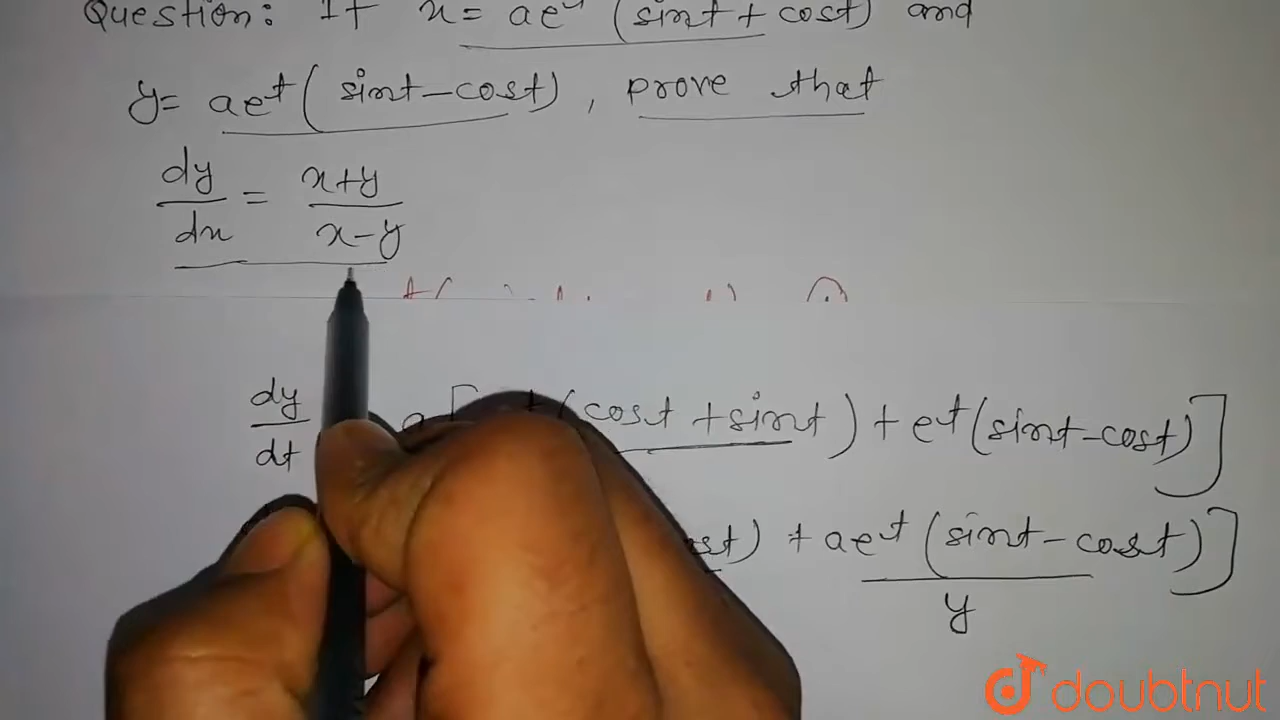 Question: If x = ae^t (sint + cost) and
y = ae^t (sint - cost), prove that
dy/dx = x+y/x-y
dy/dt a[ t(cost + sint) + e^t (sint - cost)]
ost) + ae^t (sint - cost)]
y
doubtnut